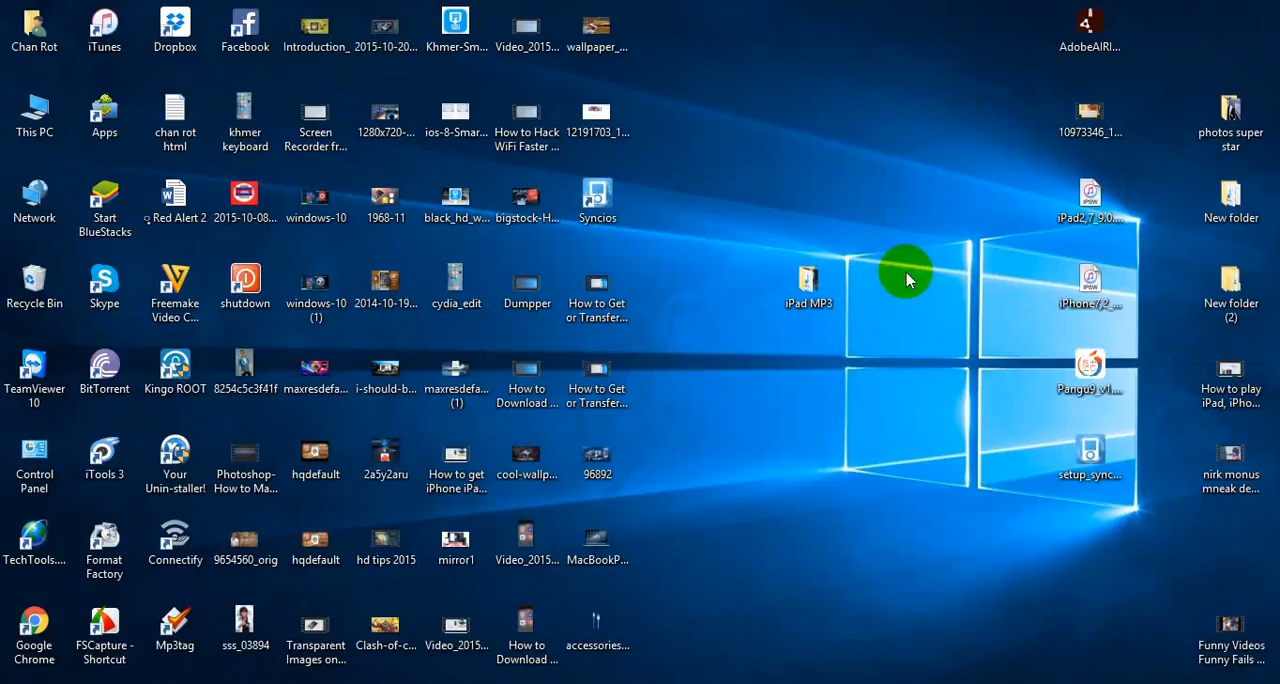 Chan Rot
iTunes
Dropbox
Facebook
Introduction_
2015-10-20...
Khmer-Sm...
Video_2015...
wallpaper_...
AdobeAIRI...
This PC
Apps
chan rot
html
khmer
keyboard
Screen
Recorder fr...
1280x720-...
ios-8-Smar...
How to Hack
WiFi Faster ...
12191703_1...
10973346_1...
photos super
star
Network
Start
BlueStacks
Red Alert 2
2015-10-08...
windows-10
1968-11
black_hd_w...
bigstock-H...
Syncios
iPad2,7_9.0....
New folder
Recycle Bin
Skype
Freemake
Video C...
shutdown
windows-10
(1)
2014-10-19...
cydia_edit
Dumpper
How to Get
or Transfer...
iPad MP3
iPhone7,2_...
New folder
(2)
TeamViewer
10
BitTorrent
Kingo ROOT
8254c5c3f41f
maxresdefa...
i-should-b...
maxresdefa...
(1)
How to
Download ...
How to Get
or Transfer...
Pangu9_v1....
How to play
iPad, iPho...
Control
Panel
iTools 3
Your
Unin-staller!
Photoshop-
How to Ma...
hqdefault
2a5y2aru
How to get
iPhone iPa...
cool-wallp...
96892
setup_sync...
nirk monus
mneak de...
TechTools....
Format
Factory
Connectify
9654560_orig
hqdefault
hd tips 2015
mirror1
Video_2015...
MacBookP...
Google
Chrome
FSCapture -
Shortcut
Mp3tag
sss_03894
Transparent
Images on...
Clash-of-c...
Video_2015...
How to
Download ...
accessories...
Funny Videos
Funny Fails ...